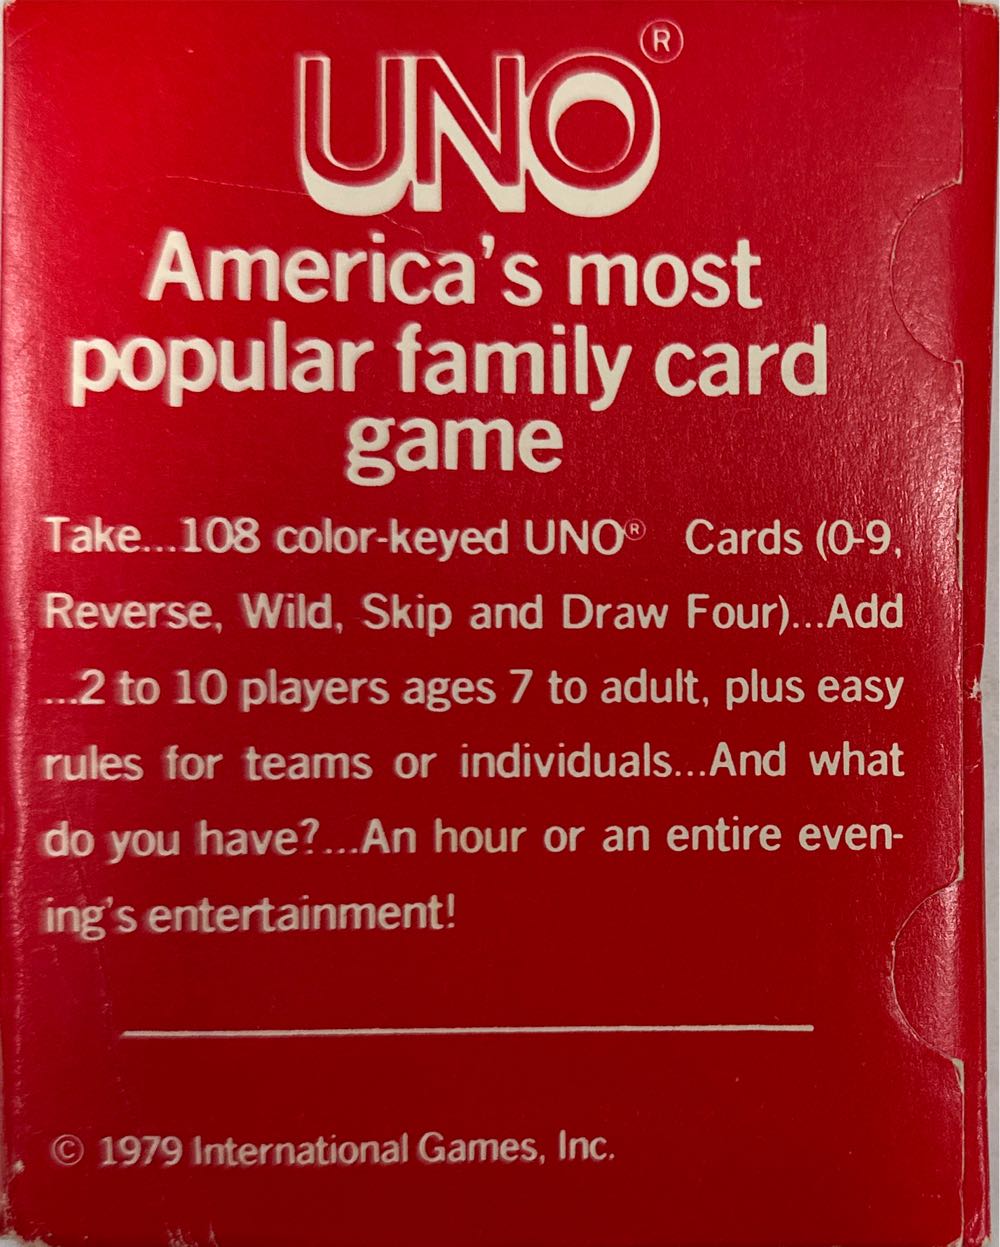 UNO®
America's most
popular family card
game
Take...108 color-keyed UNO® Cards (0-9,
Reverse, Wild, Skip and Draw Four)...Add
...2 to 10 players ages 7 to adult, plus easy
rules for teams or individuals...And what
do you have?...An hour or an entire even-
ing's entertainment!
© 1979 International Games, Inc.